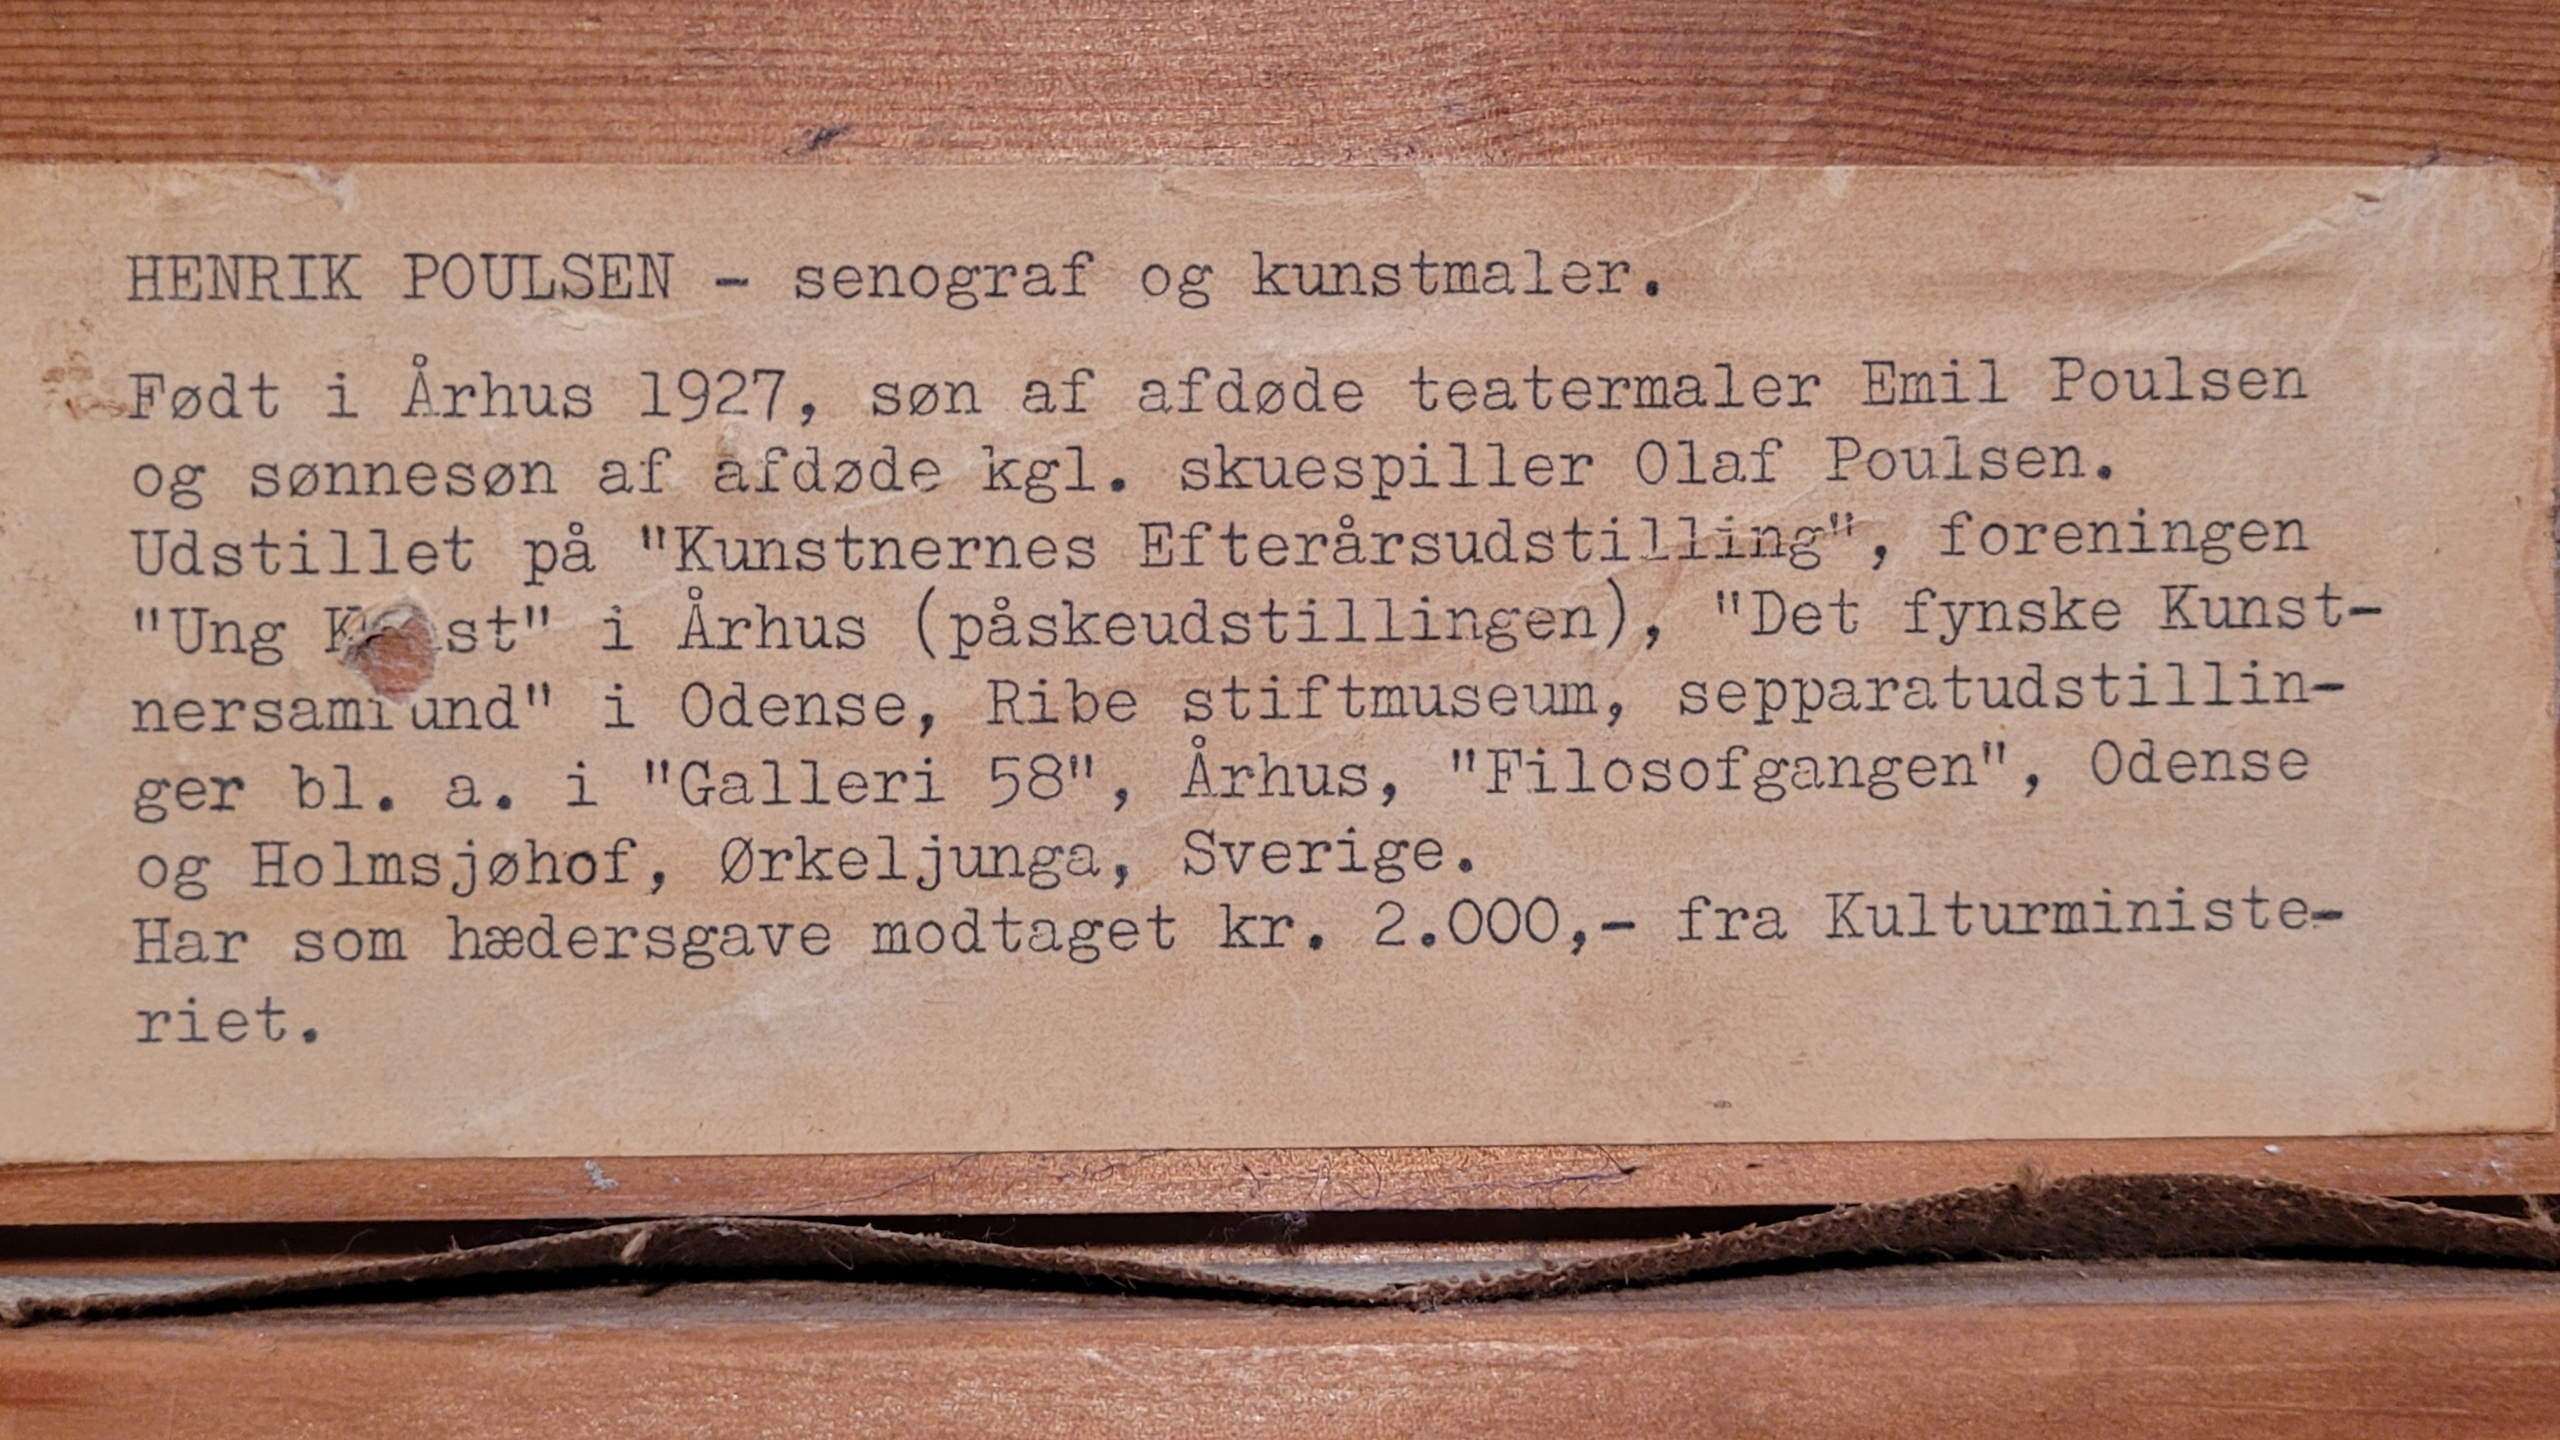 HENRIK POULSEN - senograf og kunstmaler.
Født i Århus 1927, søn af afdøde teatermaler Emil Poulsen
og sønnesøn af afdøde kgl. skuespiller Olaf Poulsen.
Udstillet på "Kunstnernes Efterårsudstilling", foreningen
"Ung Kunst" i Århus (påskeudstillingen), "Det fynske Kunst-
nersamfund" i Odense, Ribe stiftmuseum, sepparatudstillin-
ger bl. a. i "Galleri 58", Århus, "Filosofgangen", Odense
og Holmsjøhof, Ørkeljunga, Sverige.
Har som hædersgave modtaget kr. 2.000,- fra Kulturministe-
riet.